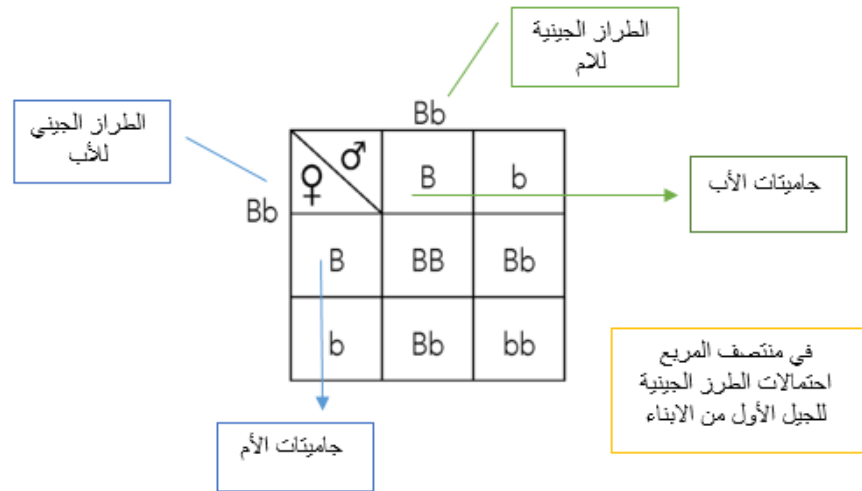 الطراز الجينية
للام
Bb
الطراز الجيني
للأب
Bb
♀ ♂ B b
جاميتات الأب
B BB Bb
b Bb bb
في منتصف المربع
احتمالات الطرز الجينية
للجيل الأول من الابناء
جاميتات الأم